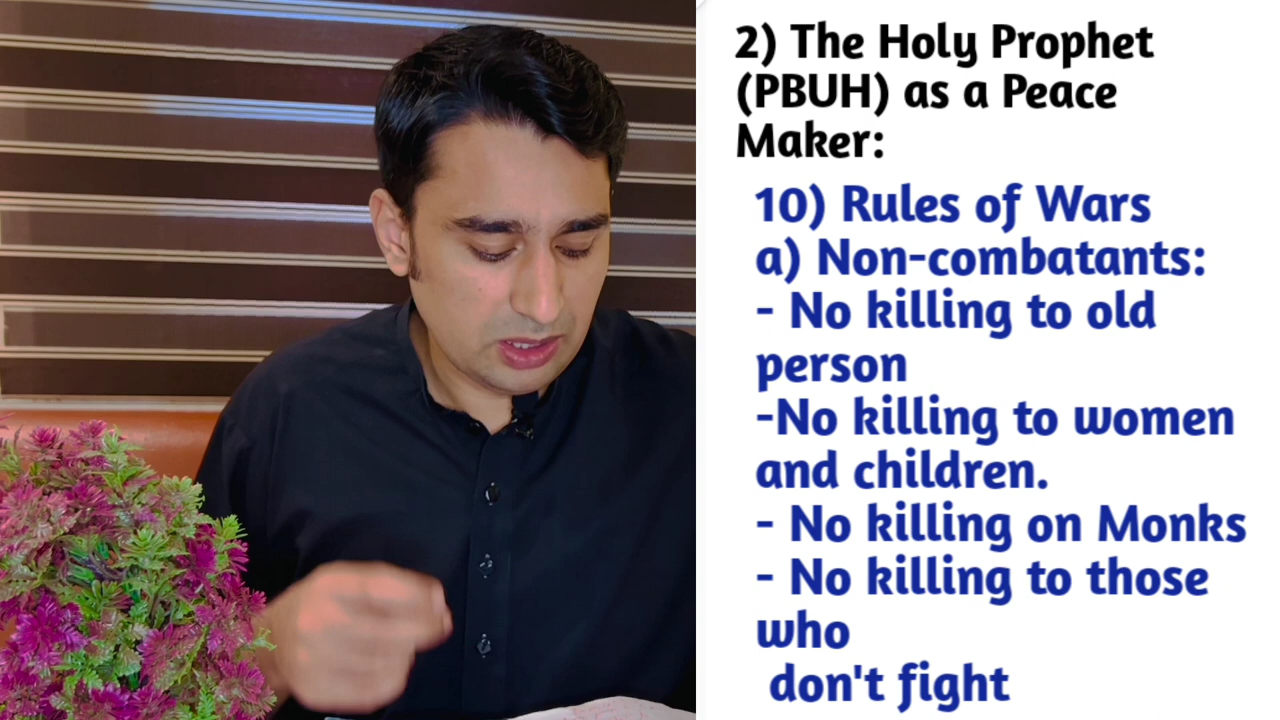 2) The Holy Prophet
(PBUH) as a Peace
Maker:
10) Rules of Wars
a) Non-combatants:
- No killing to old
person
-No killing to women
and children.
- No killing on Monks
- No killing to those
who
don't fight